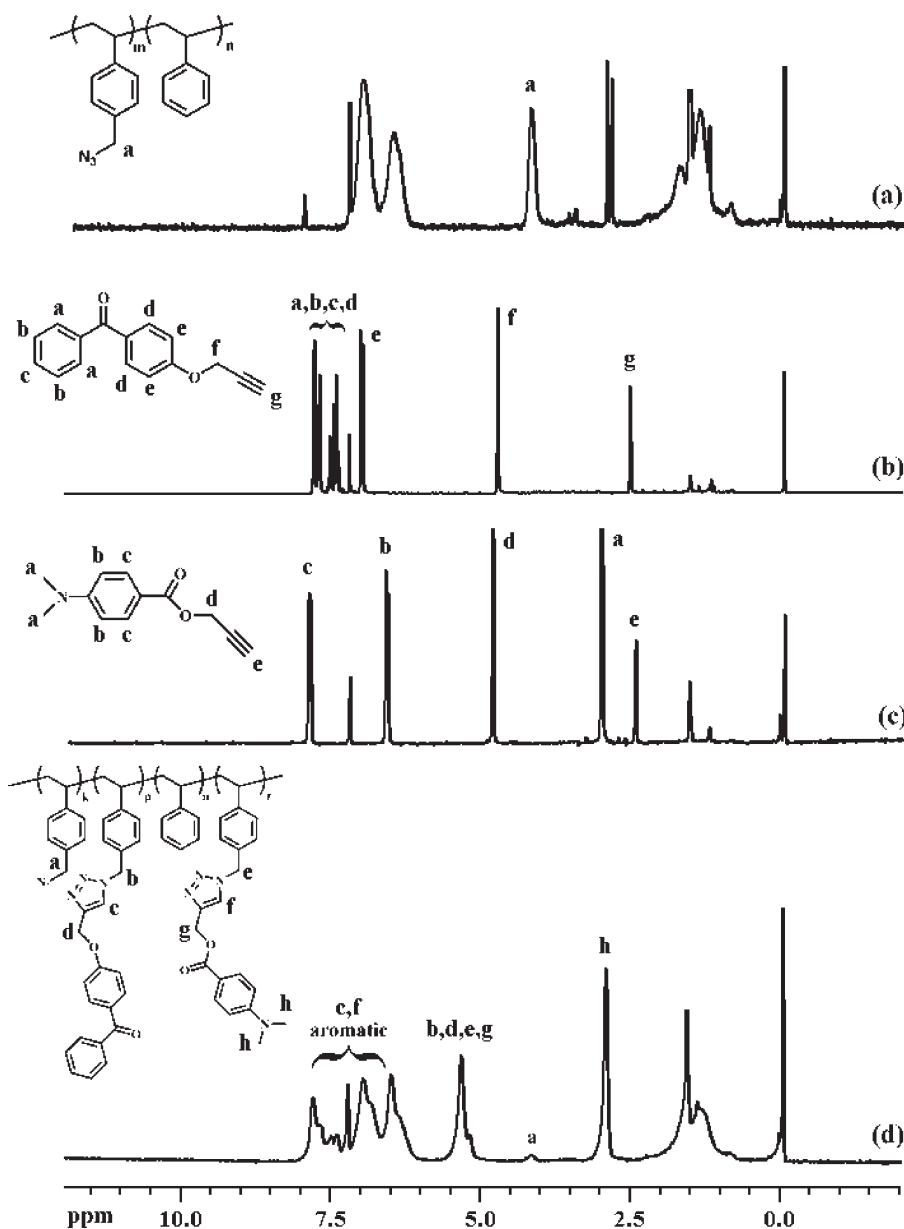 m n
a
N3
a
(a)
O
a d
b e
c a f
b d e O
g
a,b,c,d
e
f
g
(b)
b c
a O
N d
a O
b c e
c
b
d
a
e
(c)
k p n r
a b e
N N=N N=N
N N N N
c f
d g
O O
O
O
N h
h
c,f
aromatic
b,d,e,g
a
h
(d)
ppm 10.0 7.5 5.0 2.5 0.0